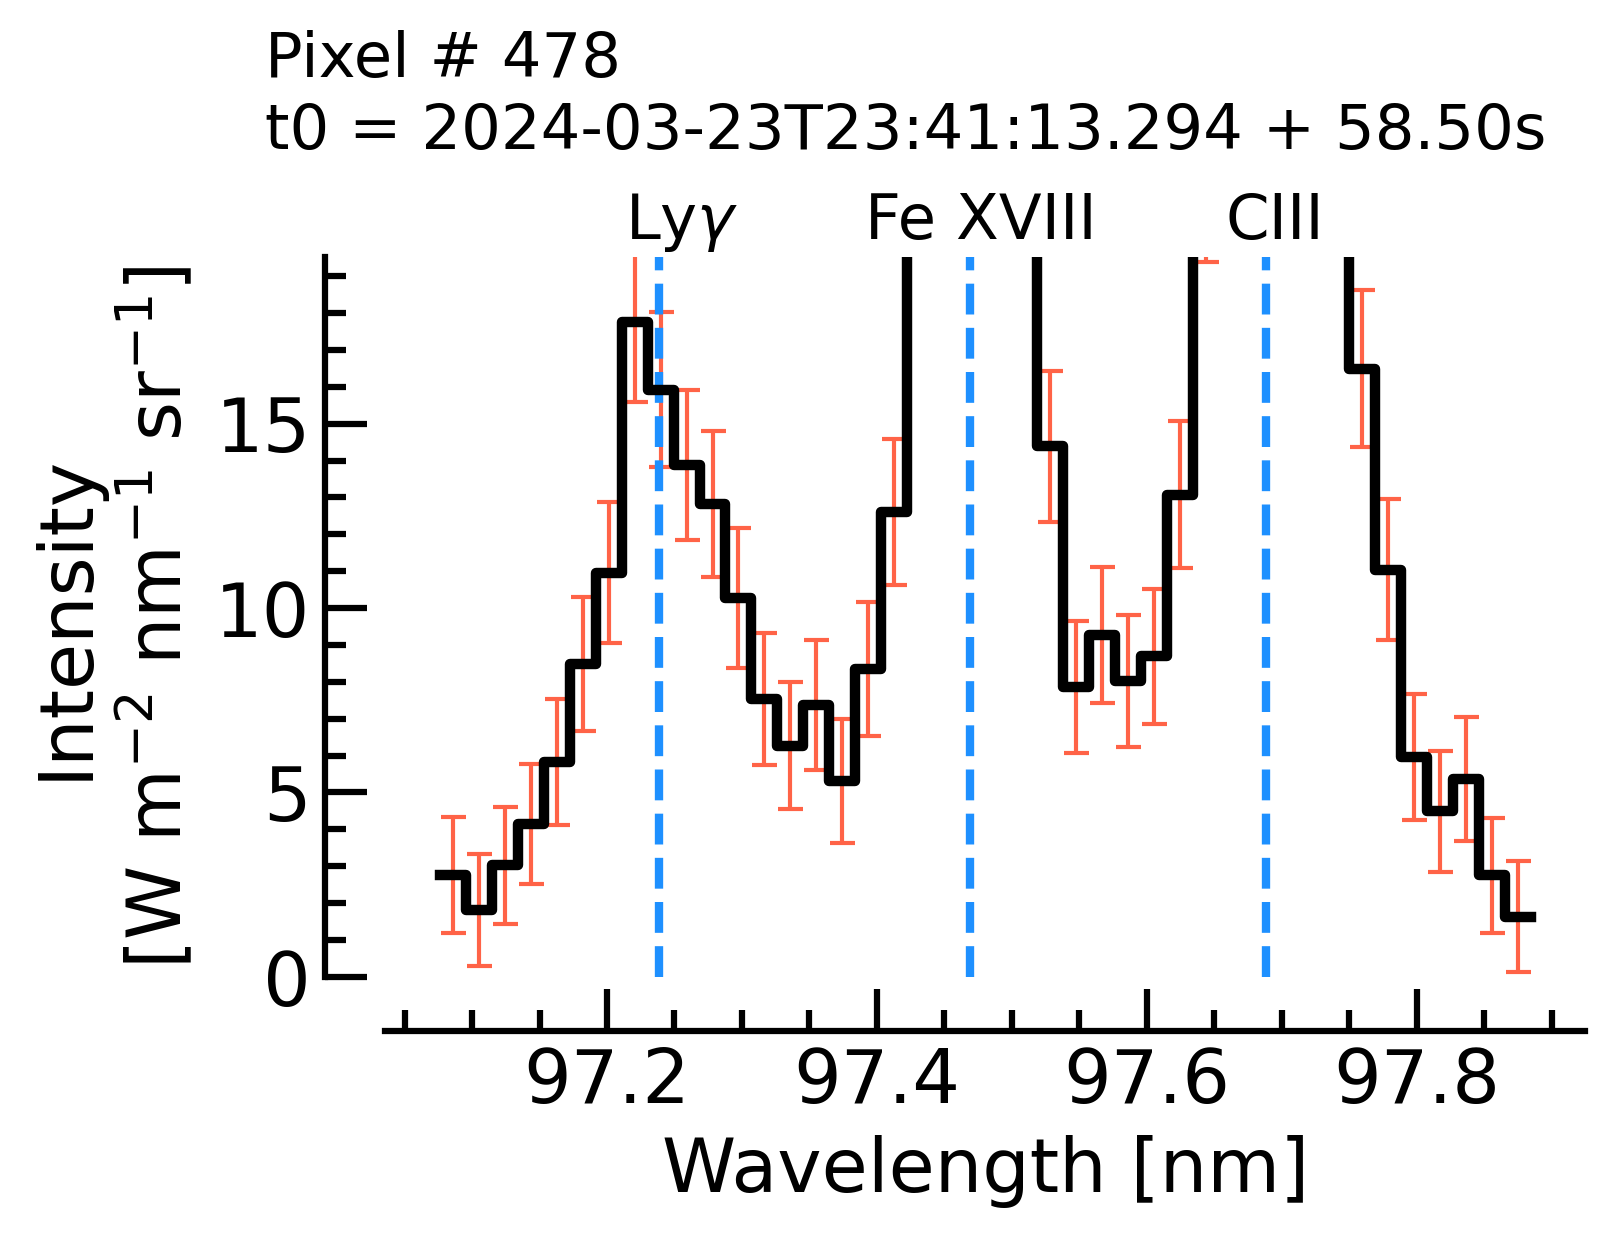 Pixel # 478
t0 = 2024-03-23T23:41:13.294 + 58.50s
Lyγ Fe XVIII CIII
Intensity
[W m⁻² nm⁻¹ sr⁻¹]
15
10
5
0
97.2 97.4 97.6 97.8
Wavelength [nm]